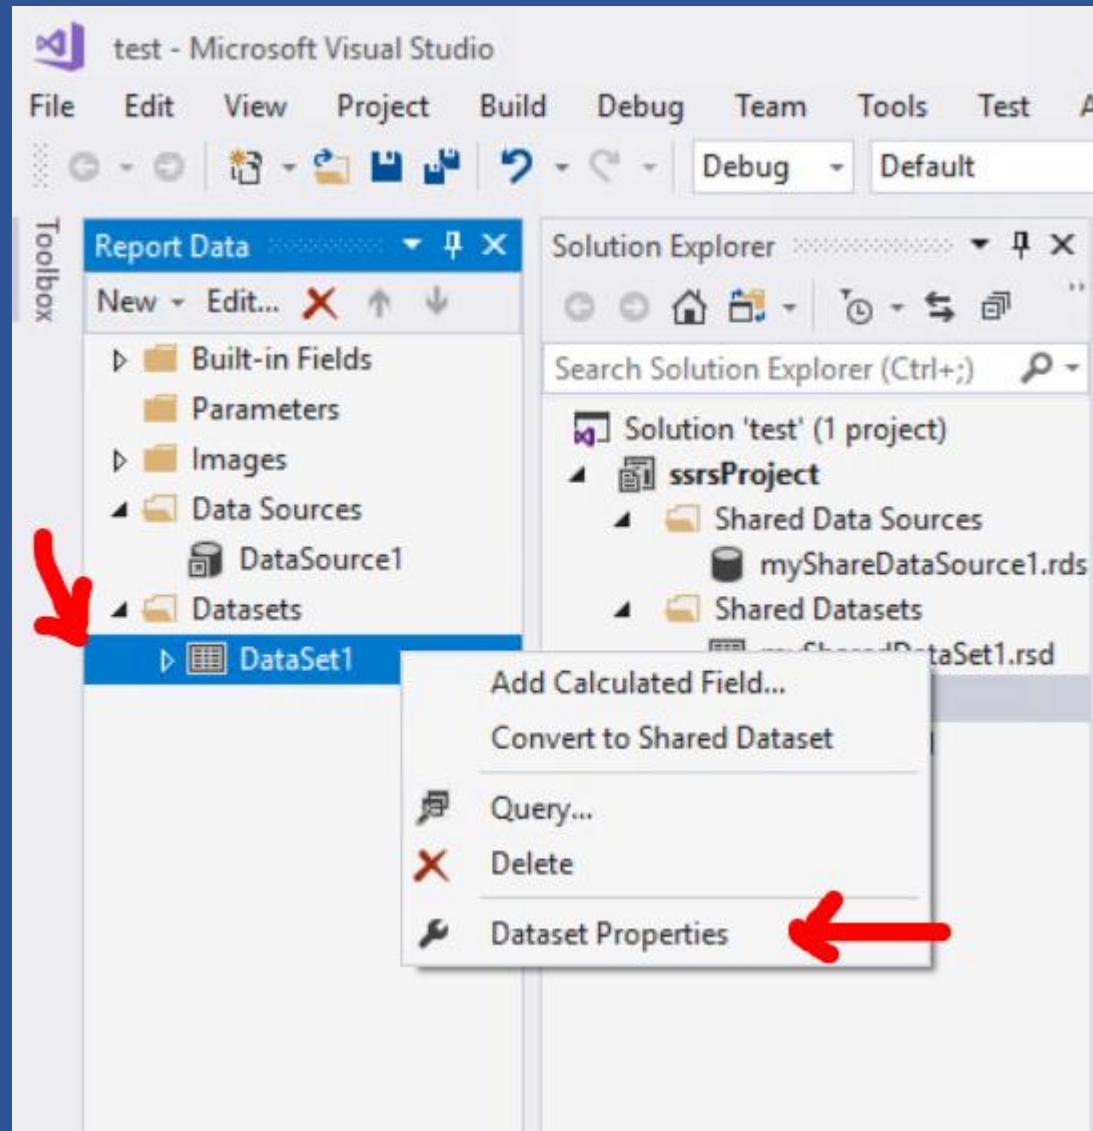 test - Microsoft Visual Studio
File Edit View Project Build Debug Team Tools Test
Debug Default
Toolbox
Report Data
New Edit...
Built-in Fields
Parameters
Images
Data Sources
DataSource1
Datasets
DataSet1
Solution Explorer
Search Solution Explorer (Ctrl+;)
Solution 'test' (1 project)
ssrsProject
Shared Data Sources
myShareDataSource1.rds
Shared Datasets
Add Calculated Field...
Convert to Shared Dataset
Query...
Delete
Dataset Properties